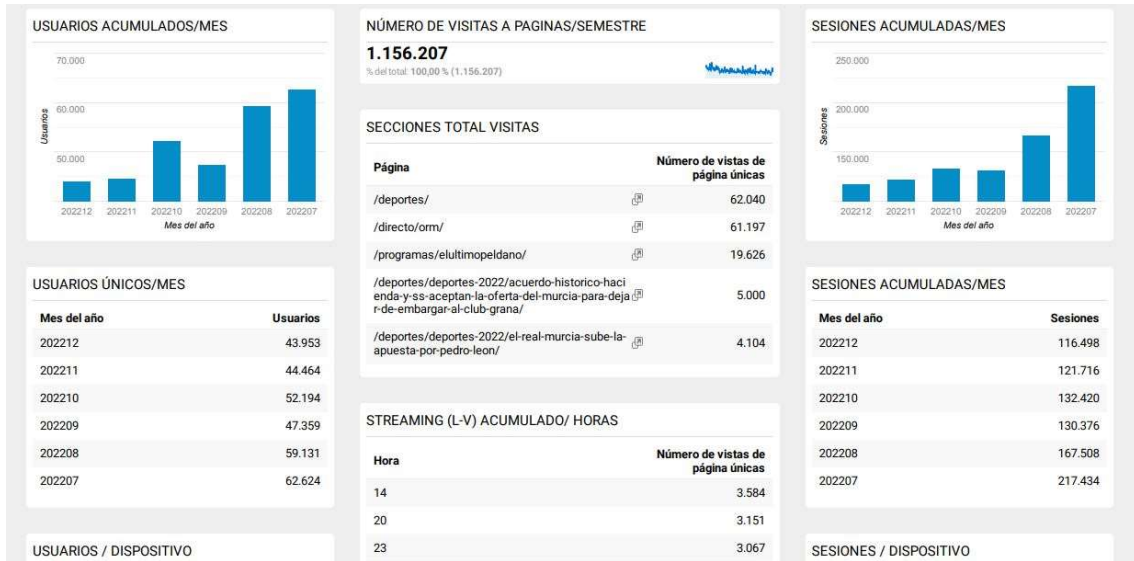 USUARIOS ACUMULADOS/MES
70.000
60.000
50.000
Usuarios
202212 202211 202210 202209 202208 202207
Mes del año
USUARIOS ÚNICOS/MES
Mes del año Usuarios
202212 43.953
202211 44.464
202210 52.194
202209 47.359
202208 59.131
202207 62.624
USUARIOS / DISPOSITIVO
NÚMERO DE VISITAS A PAGINAS/SEMESTRE
1.156.207
% del total: 100,00 % (1.156.207)
SECCIONES TOTAL VISITAS
Página Número de vistas de
página únicas
/deportes/ 62.040
/directo/orm/ 61.197
/programas/elultimopeldano/ 19.626
/deportes/deportes-2022/acuerdo-historico-haci
enda-y-ss-aceptan-la-oferta-del-murcia-para-deja 5.000
r-de-embargar-al-club-grana/
/deportes/deportes-2022/el-real-murcia-sube-la- 4.104
apuesta-por-pedro-leon/
STREAMING (L-V) ACUMULADO/ HORAS
Hora Número de vistas de
página únicas
14 3.584
20 3.151
23 3.067
SESIONES ACUMULADAS/MES
250.000
200.000
150.000
Sesiones
202212 202211 202210 202209 202208 202207
Mes del año
SESIONES ACUMULADAS/MES
Mes del año Sesiones
202212 116.498
202211 121.716
202210 132.420
202209 130.376
202208 167.508
202207 217.434
SESIONES / DISPOSITIVO